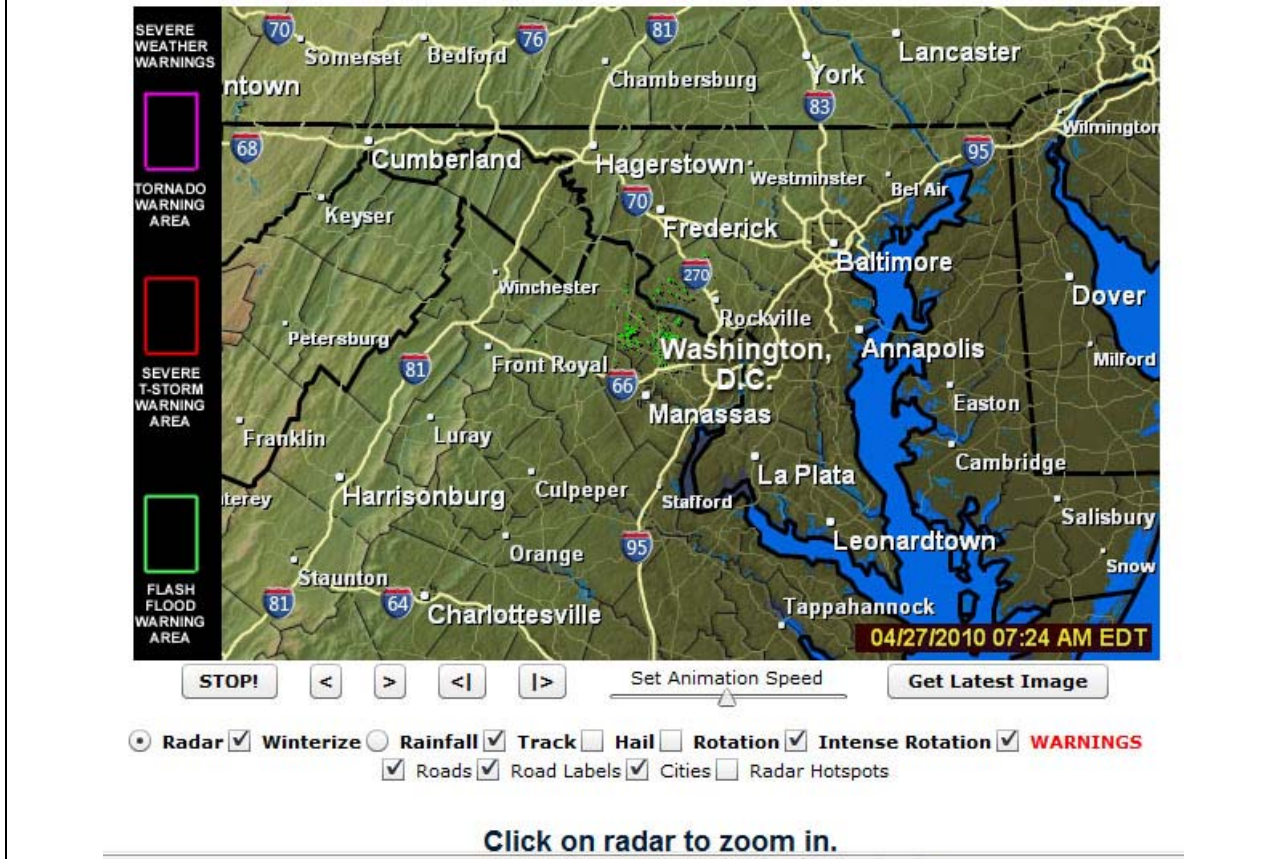 SEVERE
WEATHER
WARNINGS
TORNADO
WARNING
AREA
SEVERE
T-STORM
WARNING
AREA
FLASH
FLOOD
WARNING
AREA
70
76
81
Lancaster
Somerset
Bedford
Chambersburg
York
ntown
83
68
Wilmington
Cumberland
Hagerstown
95
Westminster
Bel Air
70
Keyser
Frederick
Baltimore
270
Winchester
Dover
Rockville
Petersburg
Washington,
D.C.
Annapolis
Milford
81
Front Royal
66
Manassas
Easton
Franklin
Luray
Cambridge
La Plata
terey
Harrisonburg
Culpeper
Stafford
Salisbury
Orange
95
Leonardtown
Snow
Staunton
81
64
Charlottesville
Tappahannock
04/27/2010 07:24 AM EDT
STOP! < > <| |> Set Animation Speed Get Latest Image
Radar Winterize Rainfall Track Hail Rotation Intense Rotation WARNINGS
Roads Road Labels Cities Radar Hotspots
Click on radar to zoom in.